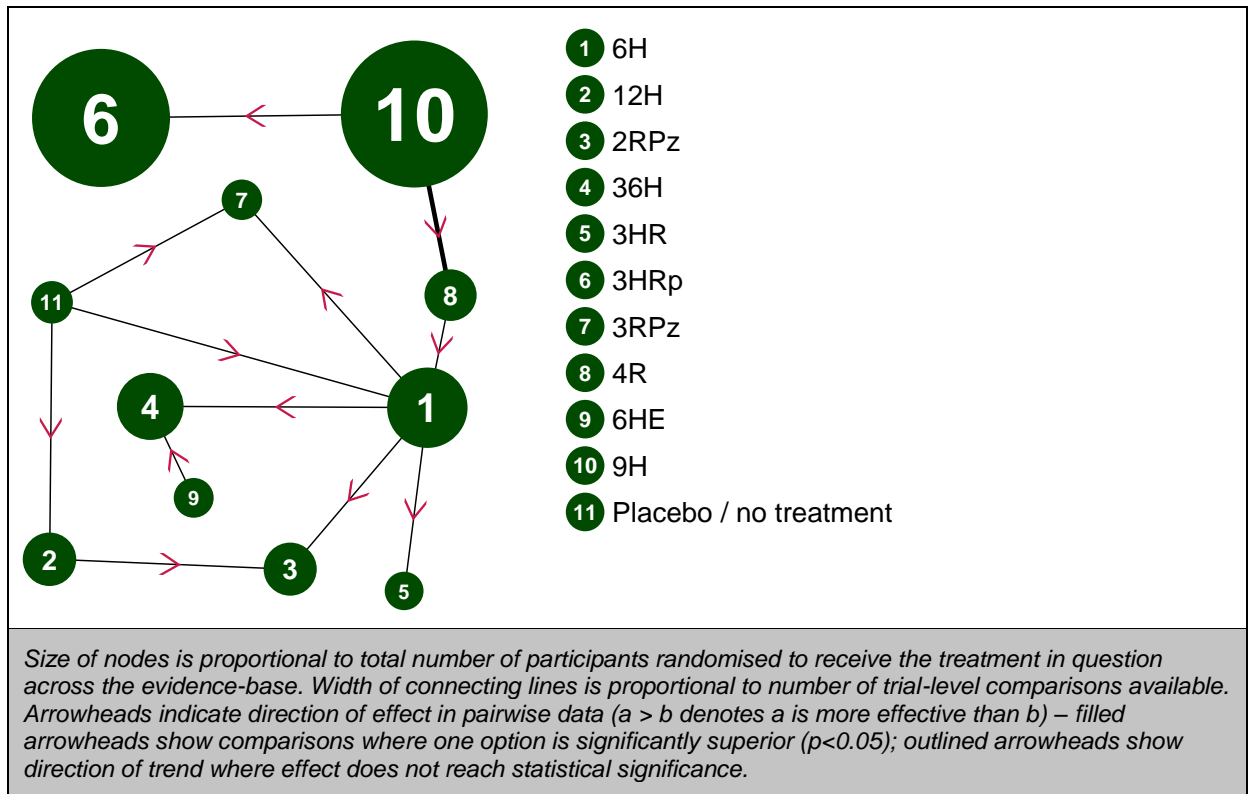 6
10
7
11
8
4
1
9
2
3
5
1 6H
2 12H
3 2RPz
4 36H
5 3HR
6 3HRp
7 3RPz
8 4R
9 6HE
10 9H
11 Placebo / no treatment
Size of nodes is proportional to total number of participants randomised to receive the treatment in question
across the evidence-base. Width of connecting lines is proportional to number of trial-level comparisons available.
Arrowheads indicate direction of effect in pairwise data (a > b denotes a is more effective than b) – filled
arrowheads show comparisons where one option is significantly superior (p<0.05); outlined arrowheads show
direction of trend where effect does not reach statistical significance.